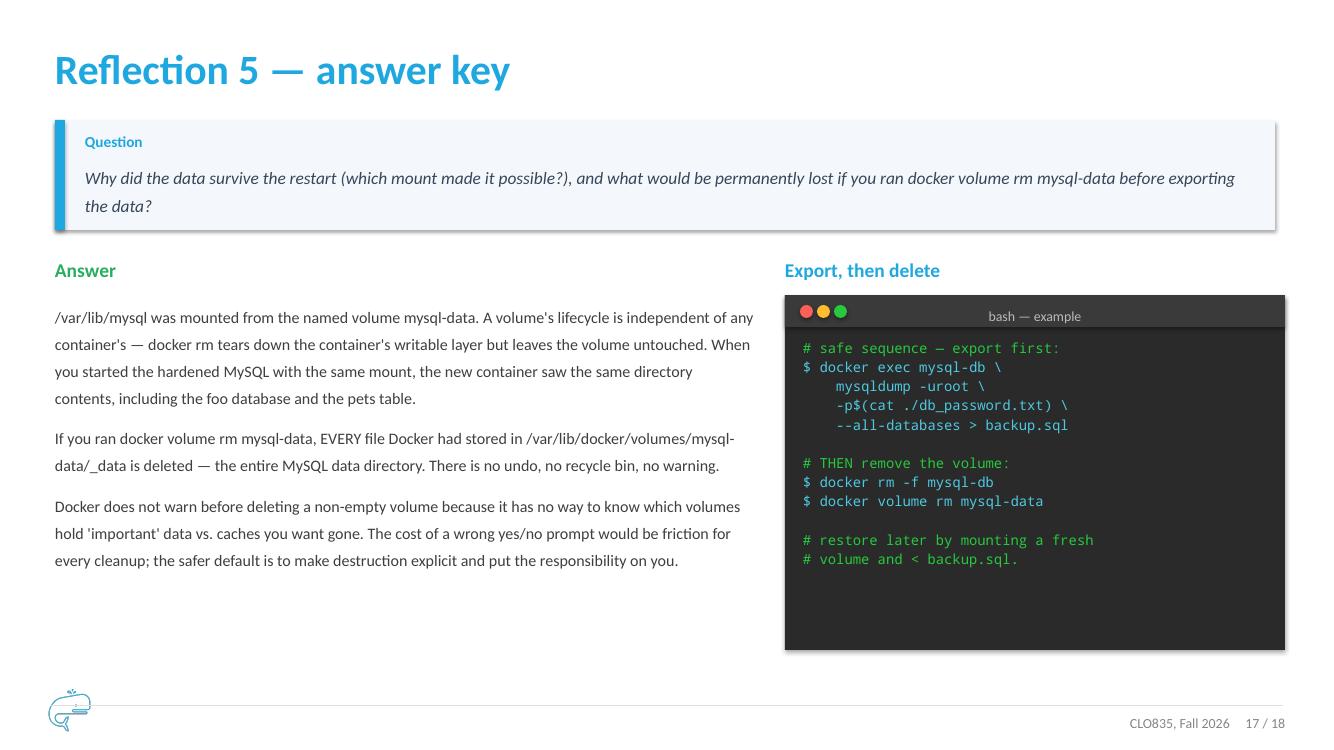 Reflection 5 — answer key
Question
Why did the data survive the restart (which mount made it possible?), and what would be permanently lost if you ran docker volume rm mysql-data before exporting
the data?
Answer
/var/lib/mysql was mounted from the named volume mysql-data. A volume's lifecycle is independent of any
container's — docker rm tears down the container's writable layer but leaves the volume untouched. When
you started the hardened MySQL with the same mount, the new container saw the same directory
contents, including the foo database and the pets table.
If you ran docker volume rm mysql-data, EVERY file Docker had stored in /var/lib/docker/volumes/mysql-
data/_data is deleted — the entire MySQL data directory. There is no undo, no recycle bin, no warning.
Docker does not warn before deleting a non-empty volume because it has no way to know which volumes
hold 'important' data vs. caches you want gone. The cost of a wrong yes/no prompt would be friction for
every cleanup; the safer default is to make destruction explicit and put the responsibility on you.
Export, then delete
bash — example
# safe sequence — export first:
$ docker exec mysql-db \
    mysqldump -uroot \
    -p$(cat ./db_password.txt) \
    --all-databases > backup.sql
# THEN remove the volume:
$ docker rm -f mysql-db
$ docker volume rm mysql-data
# restore later by mounting a fresh
# volume and < backup.sql.
CLO835, Fall 2026 17 / 18